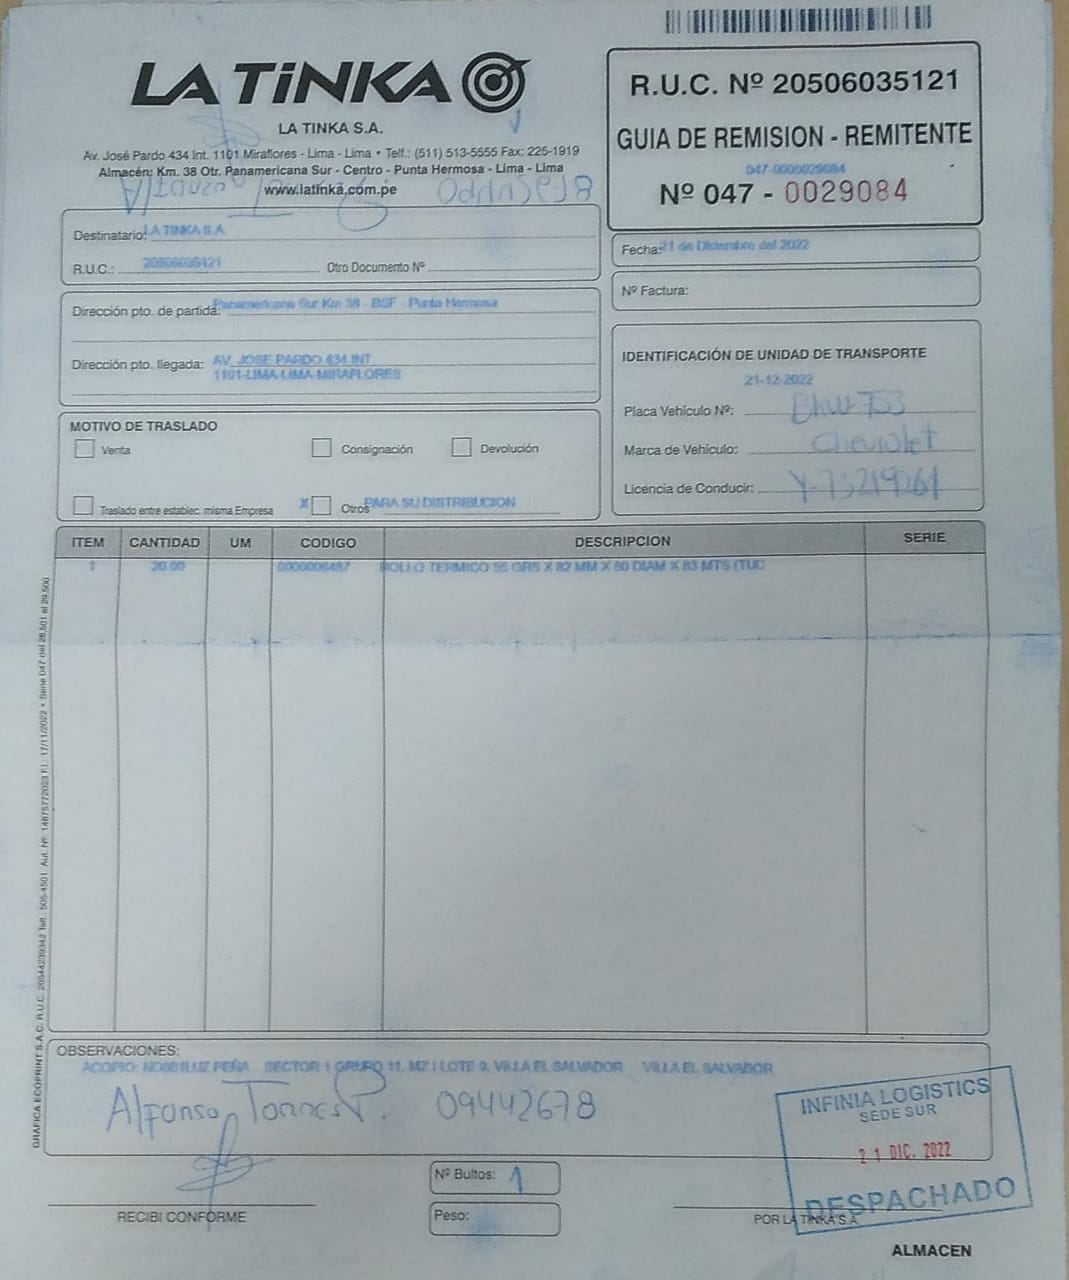 LA TiNKA
LA TINKA S.A.
Av. José Pardo 434 Int. 1101 Miraflores - Lima - Lima • Telf.: (511) 513-5555 Fax: 225-1919
Almacén: Km. 38 Otr. Panamericana Sur - Centro - Punta Hermosa - Lima - Lima
www.latinka.com.pe
R.U.C. Nº 20506035121
GUIA DE REMISION - REMITENTE
047-0000029084
Nº 047 - 0029084
Destinatario: LA TINKA S.A
R.U.C.: 20506035121 Otro Documento Nº
Fecha: 21 de Diciembre del 2022
Nº Factura:
Dirección pto. de partida: Panamericana Sur Km 38 - BSF - Punta Hermosa
Dirección pto. llegada: AV. JOSE PARDO 434 INT.
1101-LIMA-LIMA-MIRAFLORES
IDENTIFICACIÓN DE UNIDAD DE TRANSPORTE
21-12-2022
Placa Vehículo Nº: BKW-753
Marca de Vehículo: Chevrolet
Licencia de Conducir: Y-73219261
MOTIVO DE TRASLADO
Venta Consignación Devolución
Traslado entre establec. misma Empresa X Otros PARA SU DISTRIBUCION
ITEM CANTIDAD UM CODIGO DESCRIPCION SERIE
1 20.00 0000006487 ROLLO TERMICO 55 GRS X 82 MM X 80 DIAM X 83 MTS (TUC
GRAFICA ECOPRINT S.A.C. R.U.C. 20544239342 Telf.: 505-4501 Aut. Nº: 1487577023 F.I.: 17/11/2022 • Serie 047 del 28,501 al 29,500
OBSERVACIONES:
ACOPIO: NO001LUZ PEÑA SECTOR 1 GRUPO 11, MZ I LOTE 9, VILLA EL SALVADOR VILLA EL SALVADOR
Alfonso Torres P. 09442678
INFINIA LOGISTICS
SEDE SUR
21 DIC. 2022
DESPACHADO
Nº Bultos: 1
Peso:
RECIBI CONFORME
POR LA TINKA S.A.
ALMACEN